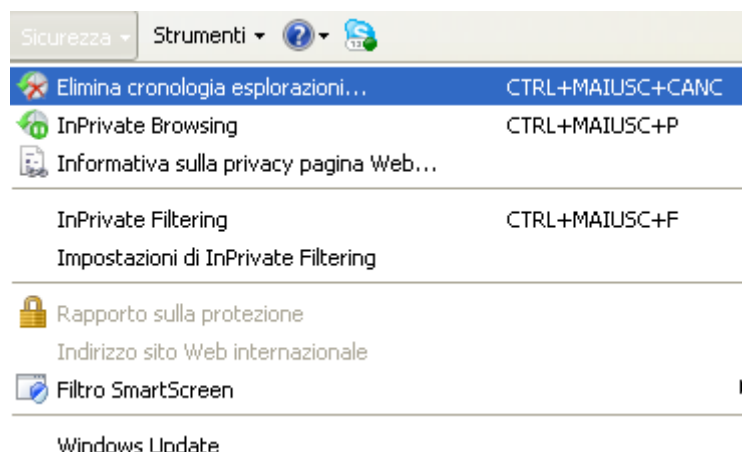 Sicurezza Strumenti
Elimina cronologia esplorazioni... CTRL+MAIUSC+CANC
InPrivate Browsing CTRL+MAIUSC+P
Informativa sulla privacy pagina Web...
InPrivate Filtering CTRL+MAIUSC+F
Impostazioni di InPrivate Filtering
Rapporto sulla protezione
Indirizzo sito Web internazionale
Filtro SmartScreen
Windows Update